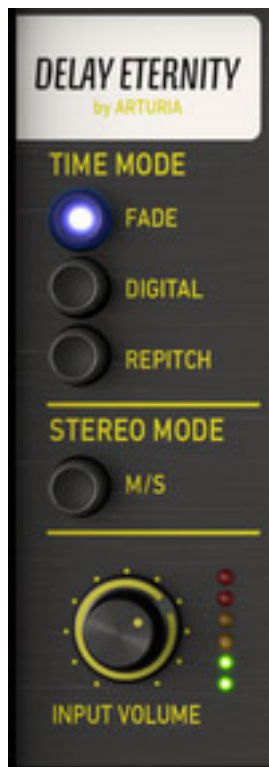 DELAY ETERNITY
by ARTURIA
TIME MODE
FADE
DIGITAL
REPITCH
STEREO MODE
M/S
INPUT VOLUME